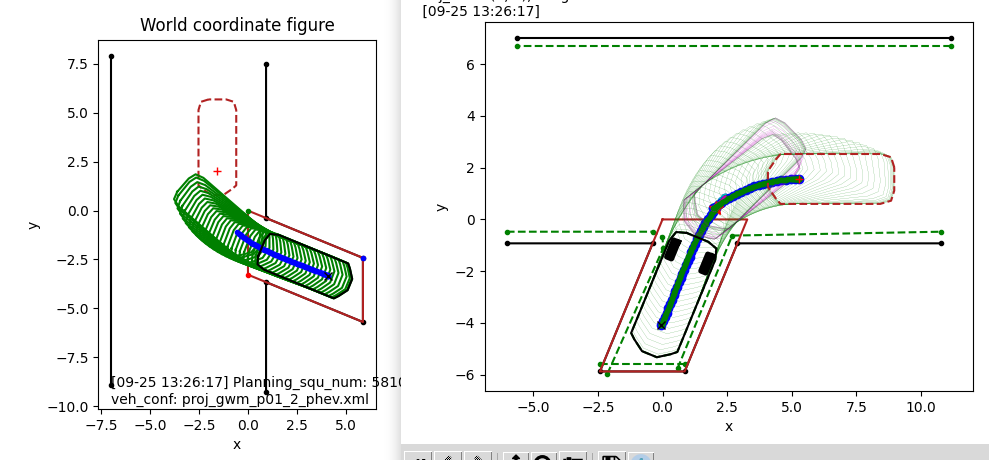 World coordinate figure
[09-25 13:26:17]
7.5
5.0
2.5
0.0
−2.5
−5.0
−7.5
−10.0
y
[09-25 13:26:17] Planning_squ_num: 5810
veh_conf: proj_gwm_p01_2_phev.xml
−7.5 −5.0 −2.5 0.0 2.5 5.0
x
6
4
2
0
−2
−4
−6
y
−5.0 −2.5 0.0 2.5 5.0 7.5 10.0
x